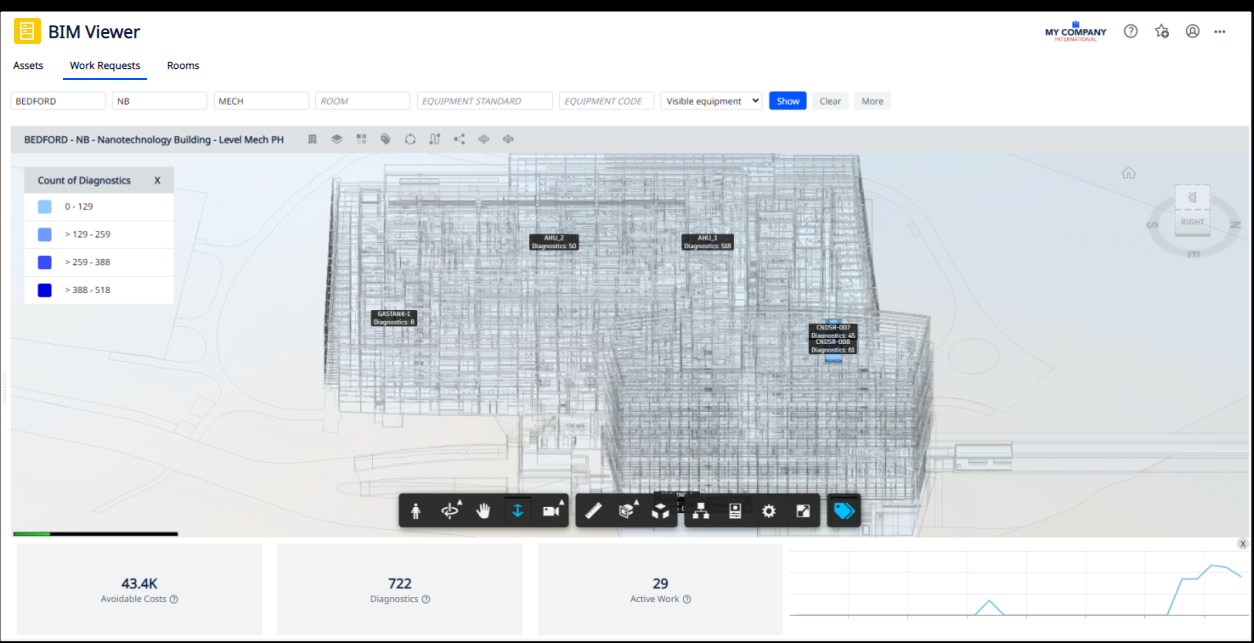 BIM Viewer
MY COMPANY
INTERNATIONAL
Assets
Work Requests
Rooms
BEDFORD
NB
MECH
ROOM
EQUIPMENT STANDARD
EQUIPMENT CODE
Visible equipment
Show
Clear
More
BEDFORD - NB - Nanotechnology Building - Level Mech PH
Count of Diagnostics
X
0 - 129
> 129 - 259
> 259 - 388
> 388 - 518
AHU_2
Diagnostics: 50
AHU_1
Diagnostics: 518
GASTANK-1
Diagnostics: 8
CNDSR-007
Diagnostics: 45
CNDSR-008
Diagnostics: 61
RIGHT
S
N
E
X
43.4K
Avoidable Costs
722
Diagnostics
29
Active Work